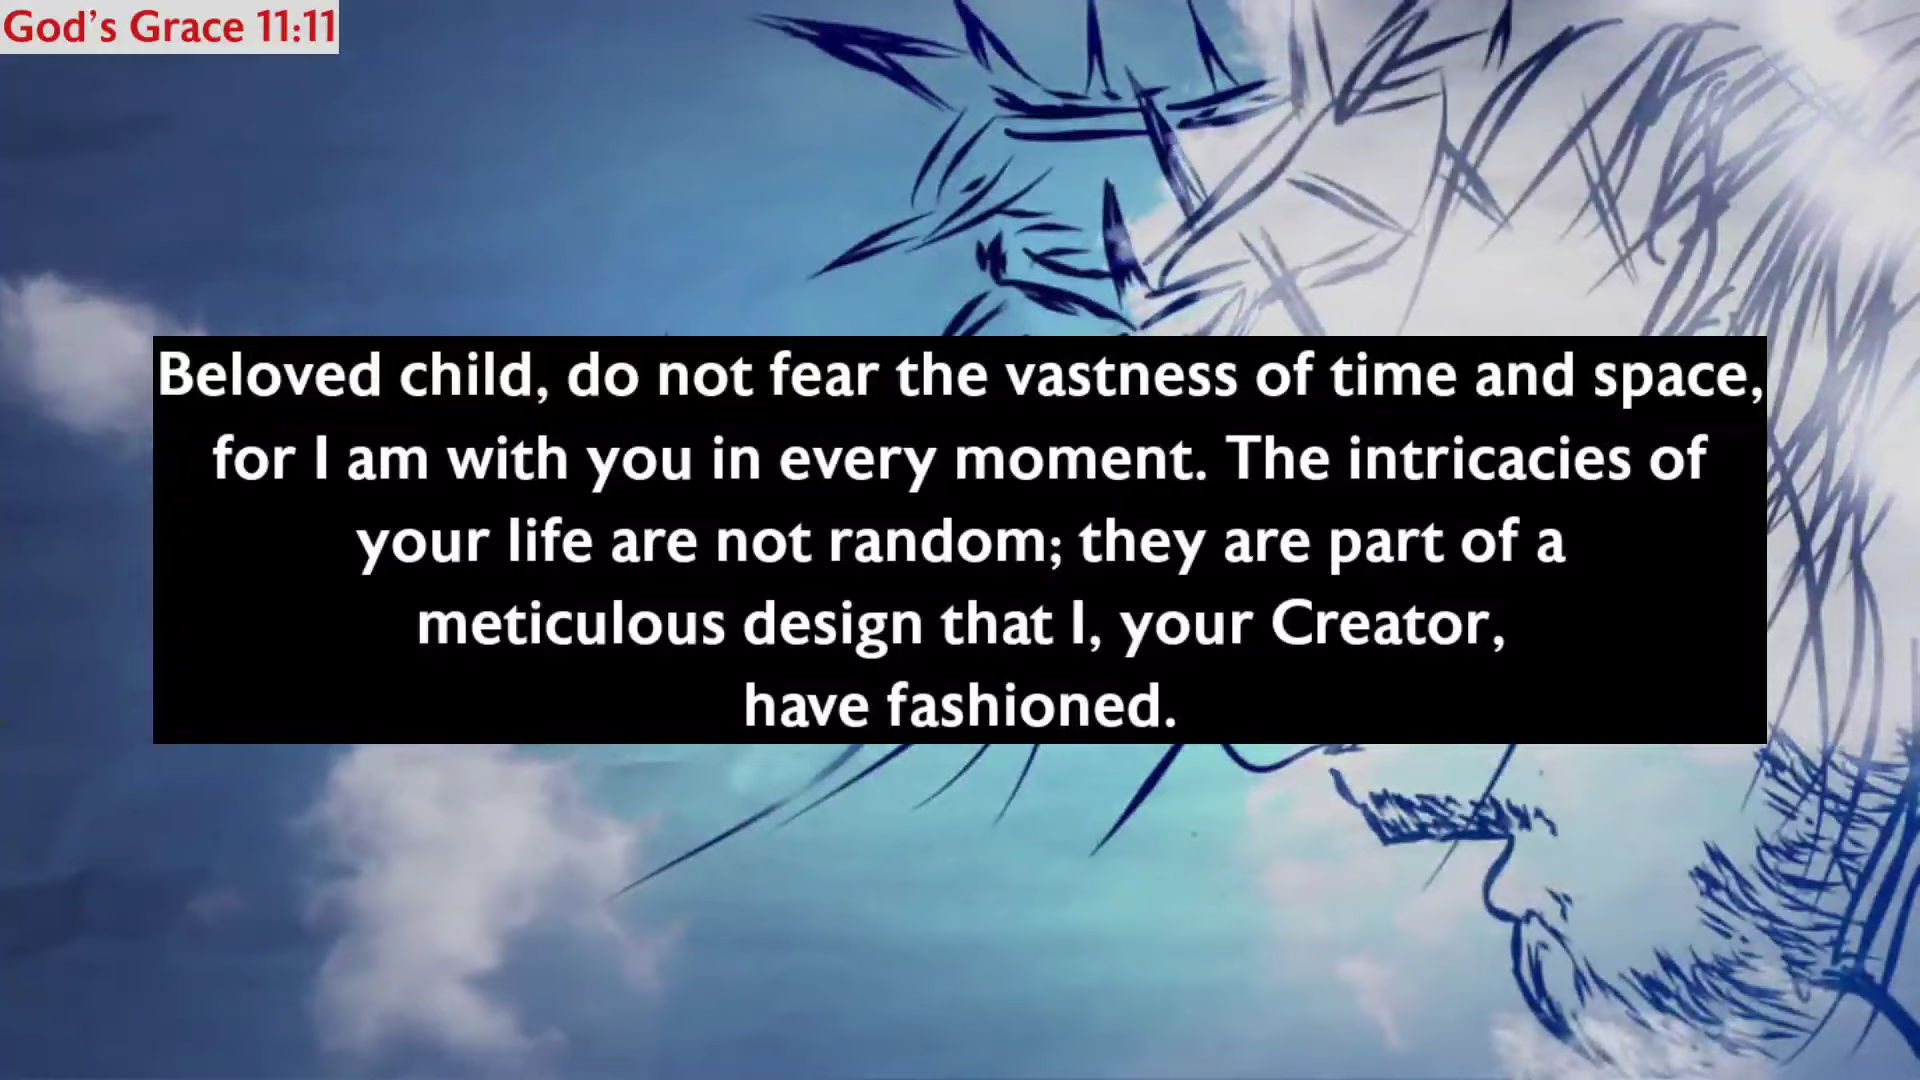 God's Grace 11:11
Beloved child, do not fear the vastness of time and space,
for I am with you in every moment. The intricacies of
your life are not random; they are part of a
meticulous design that I, your Creator,
have fashioned.